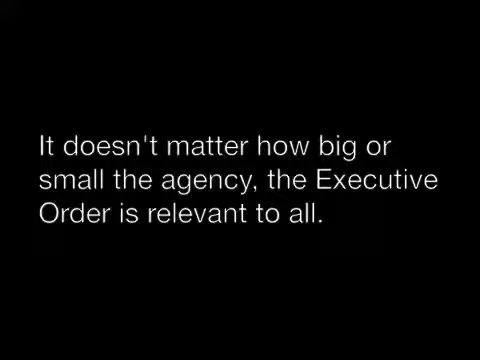 It doesn't matter how big or
small the agency, the Executive
Order is relevant to all.